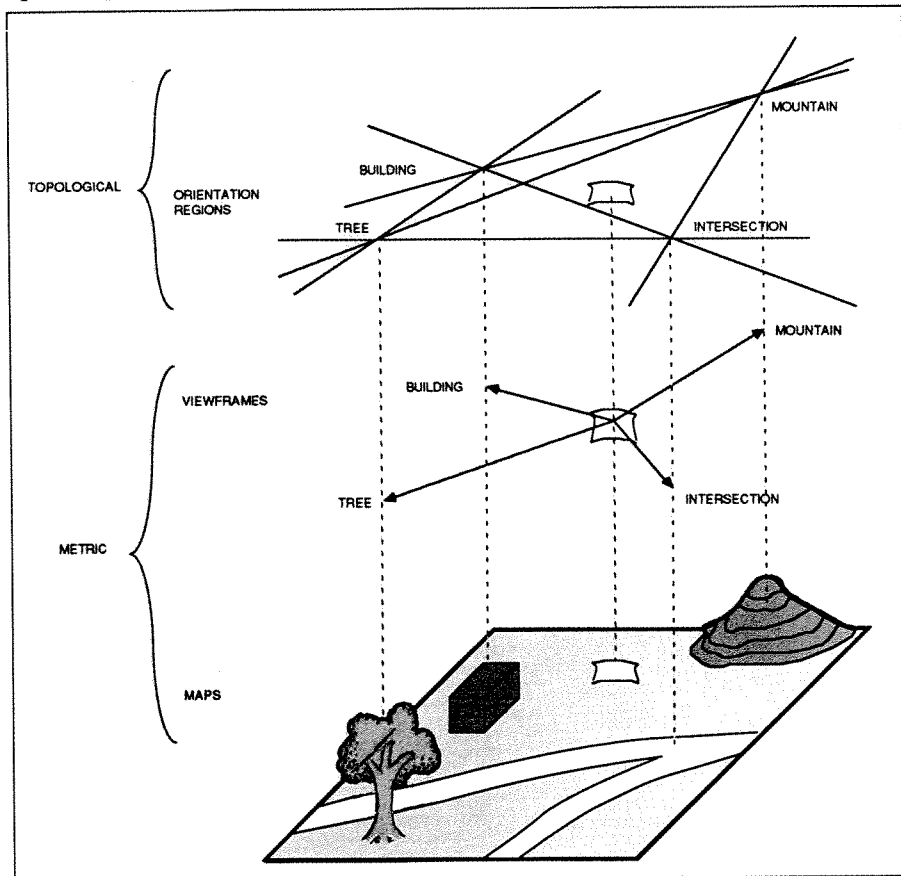 MOUNTAIN
BUILDING
TOPOLOGICAL
ORIENTATION
REGIONS
TREE
INTERSECTION
MOUNTAIN
BUILDING
VIEWFRAMES
TREE
INTERSECTION
METRIC
MAPS